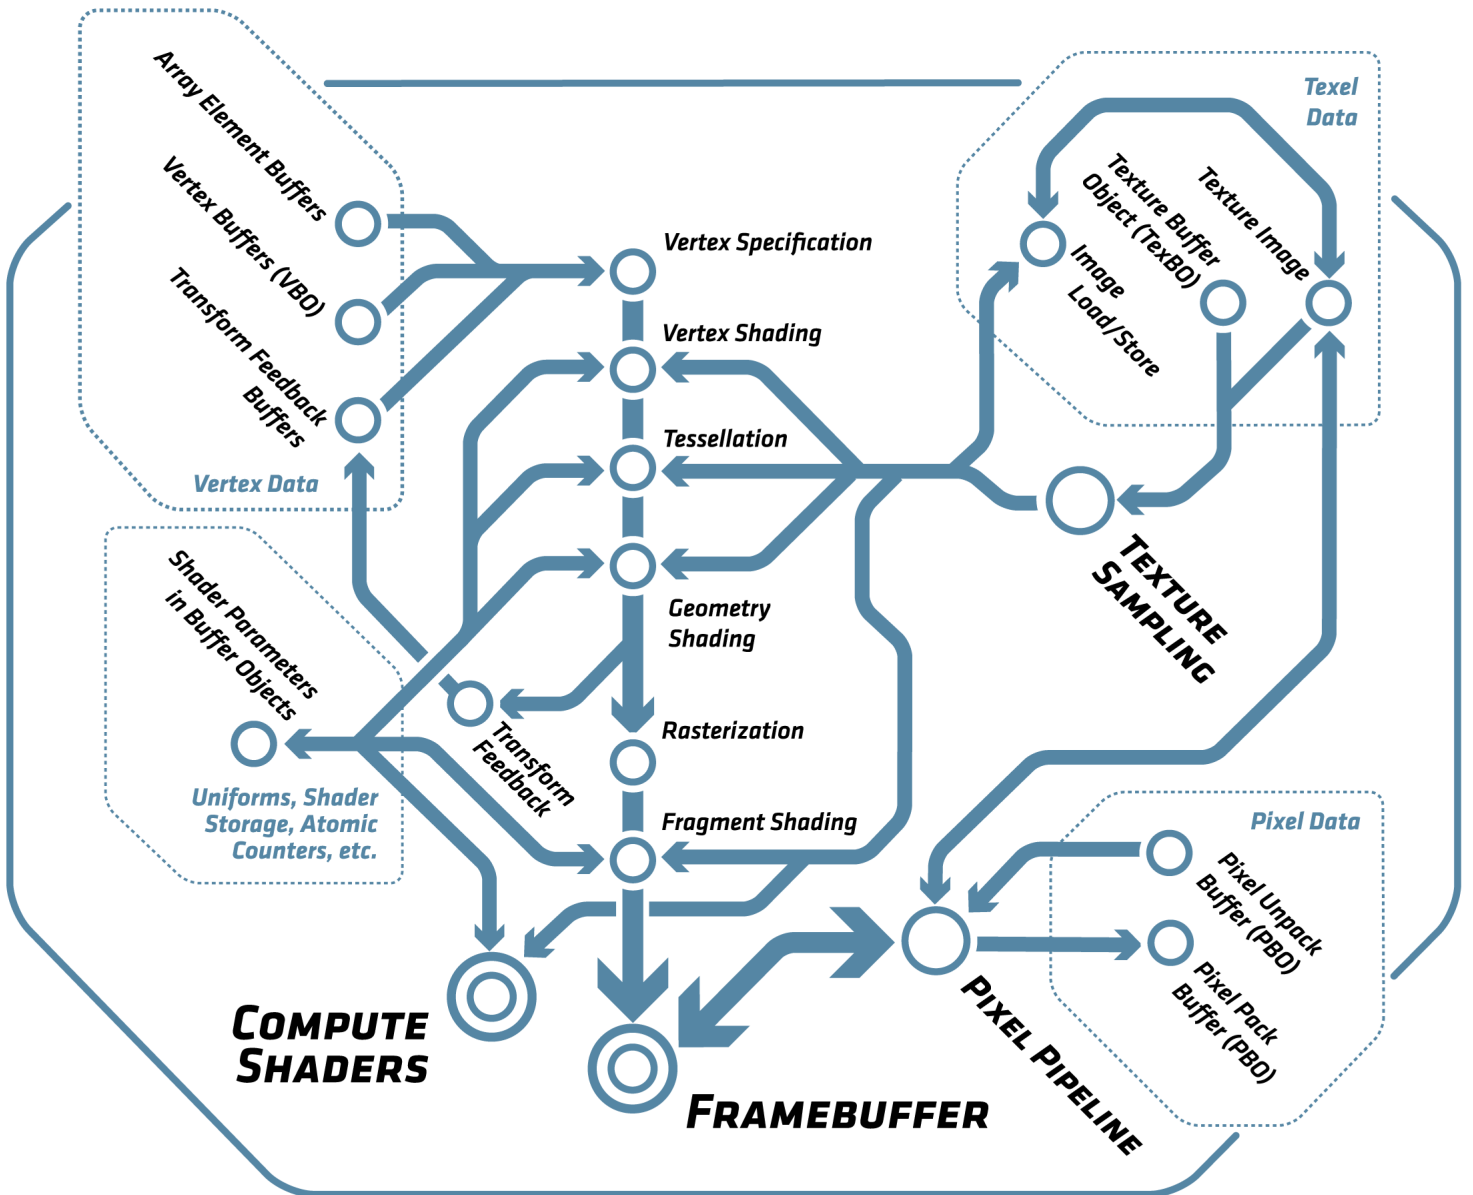 Array Element Buffers
Vertex Buffers (VBO)
Transform Feedback
Buffers
Vertex Data
Shader Parameters
in Buffer Objects
Uniforms, Shader
Storage, Atomic
Counters, etc.
Vertex Specification
Vertex Shading
Tessellation
Geometry
Shading
Transform
Feedback
Rasterization
Fragment Shading
Texel
Data
Texture Image
Texture Buffer
Object (TexBO)
Image
Load/Store
TEXTURE
SAMPLING
Pixel Data
Pixel Unpack
Buffer (PBO)
Pixel Pack
Buffer (PBO)
PIXEL PIPELINE
COMPUTE
SHADERS
FRAMEBUFFER